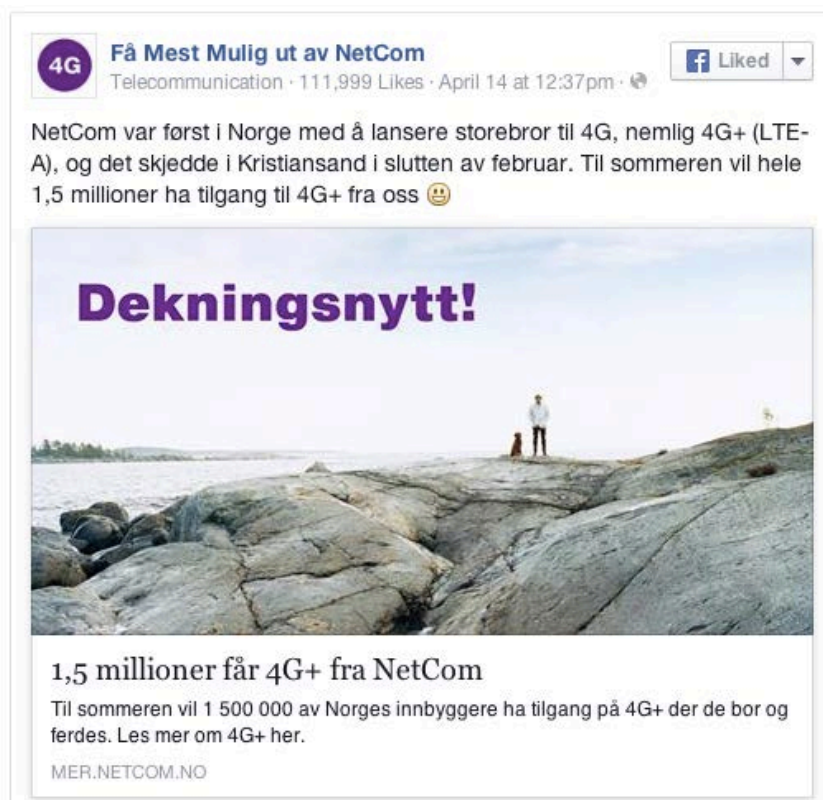 4G
Få Mest Mulig ut av NetCom
Telecommunication · 111,999 Likes · April 14 at 12:37pm ·
Liked
NetCom var først i Norge med å lansere storebror til 4G, nemlig 4G+ (LTE-
A), og det skjedde i Kristiansand i slutten av februar. Til sommeren vil hele
1,5 millioner ha tilgang til 4G+ fra oss 😃
Dekningsnytt!
1,5 millioner får 4G+ fra NetCom
Til sommeren vil 1 500 000 av Norges innbyggere ha tilgang på 4G+ der de bor og
ferdes. Les mer om 4G+ her.
MER.NETCOM.NO